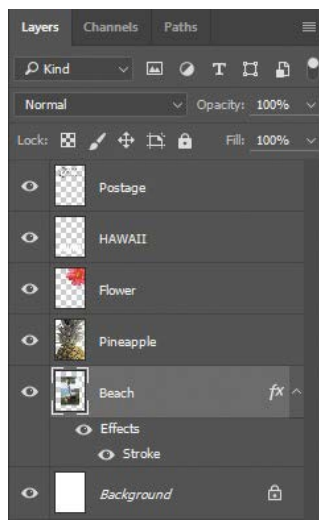 Layers Channels Paths
Kind
Normal Opacity: 100%
Lock: Fill: 100%
Postage
HAWAII
Flower
Pineapple
Beach fx
Effects
Stroke
Background